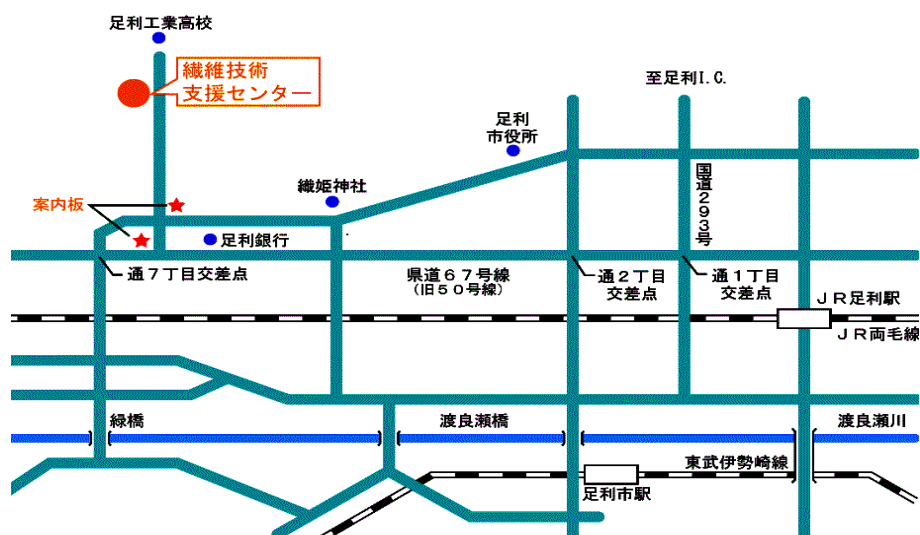 足利工業高校
繊維技術
支援センター
至足利I.C.
足利
市役所
国道293号
織姫神社
案内板
足利銀行
通7丁目交差点
県道67号線
(旧50号線)
通2丁目
交差点
通1丁目
交差点
JR足利駅
JR両毛線
緑橋
渡良瀬橋
渡良瀬川
東武伊勢崎線
足利市駅